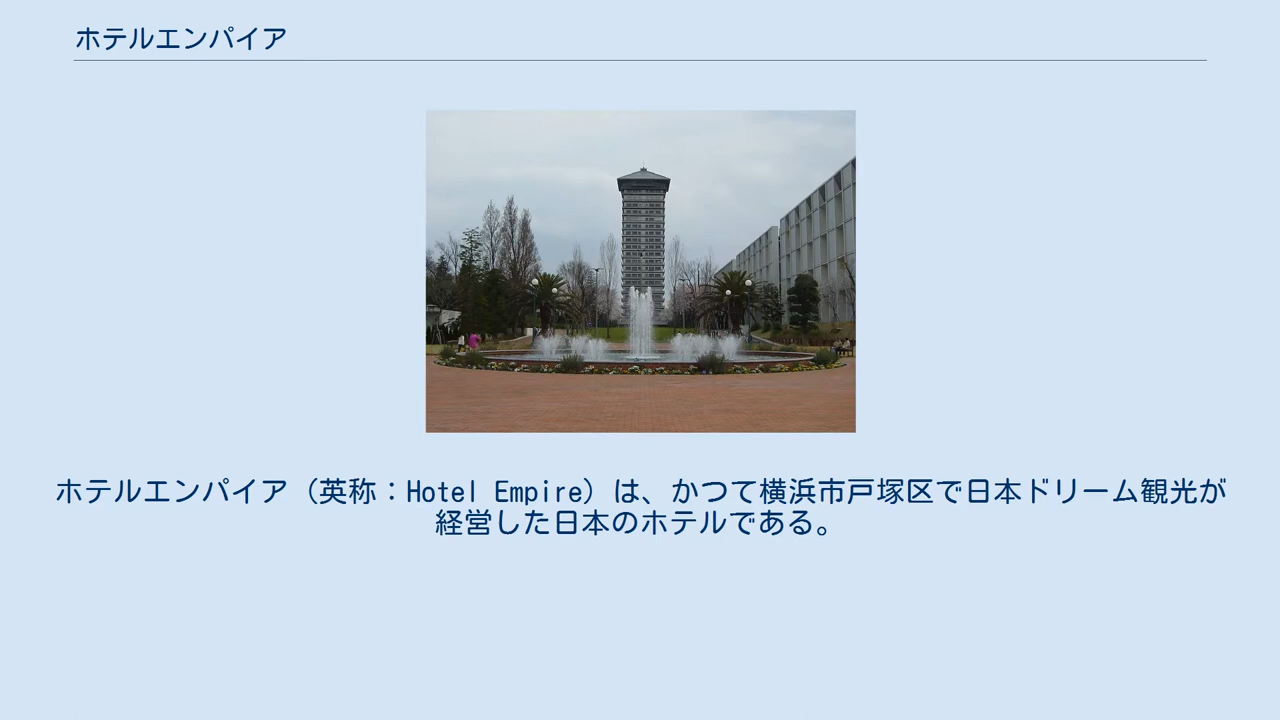 ホテルエンパイア
ホテルエンパイア（英称：Hotel Empire）は、かつて横浜市戸塚区で日本ドリーム観光が
経営した日本のホテルである。